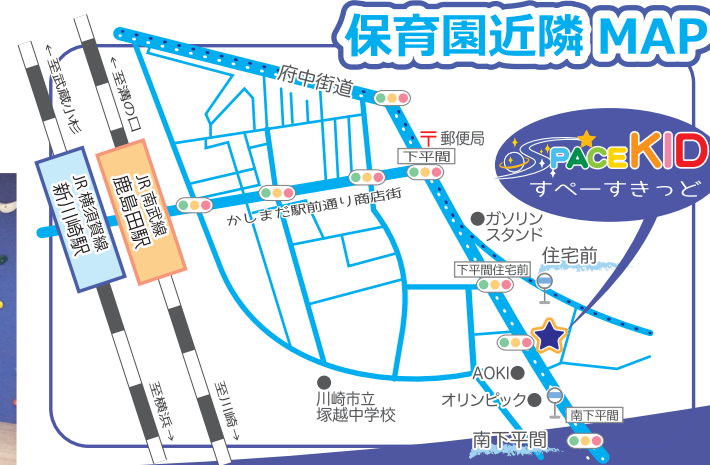 保育園近隣MAP
←至武蔵小杉
←至溝の口
府中街道
〒郵便局
下平間
SPACE KID
すぺーすきっど
JR横須賀線
新川崎駅
JR南武線
鹿島田駅
かしまだ駅前通り商店街
ガソリン
スタンド
住宅前
下平間住宅前
AOKI
オリンピック
川崎市立
塚越中学校
南下平間
南下平間
至横浜→
至川崎→